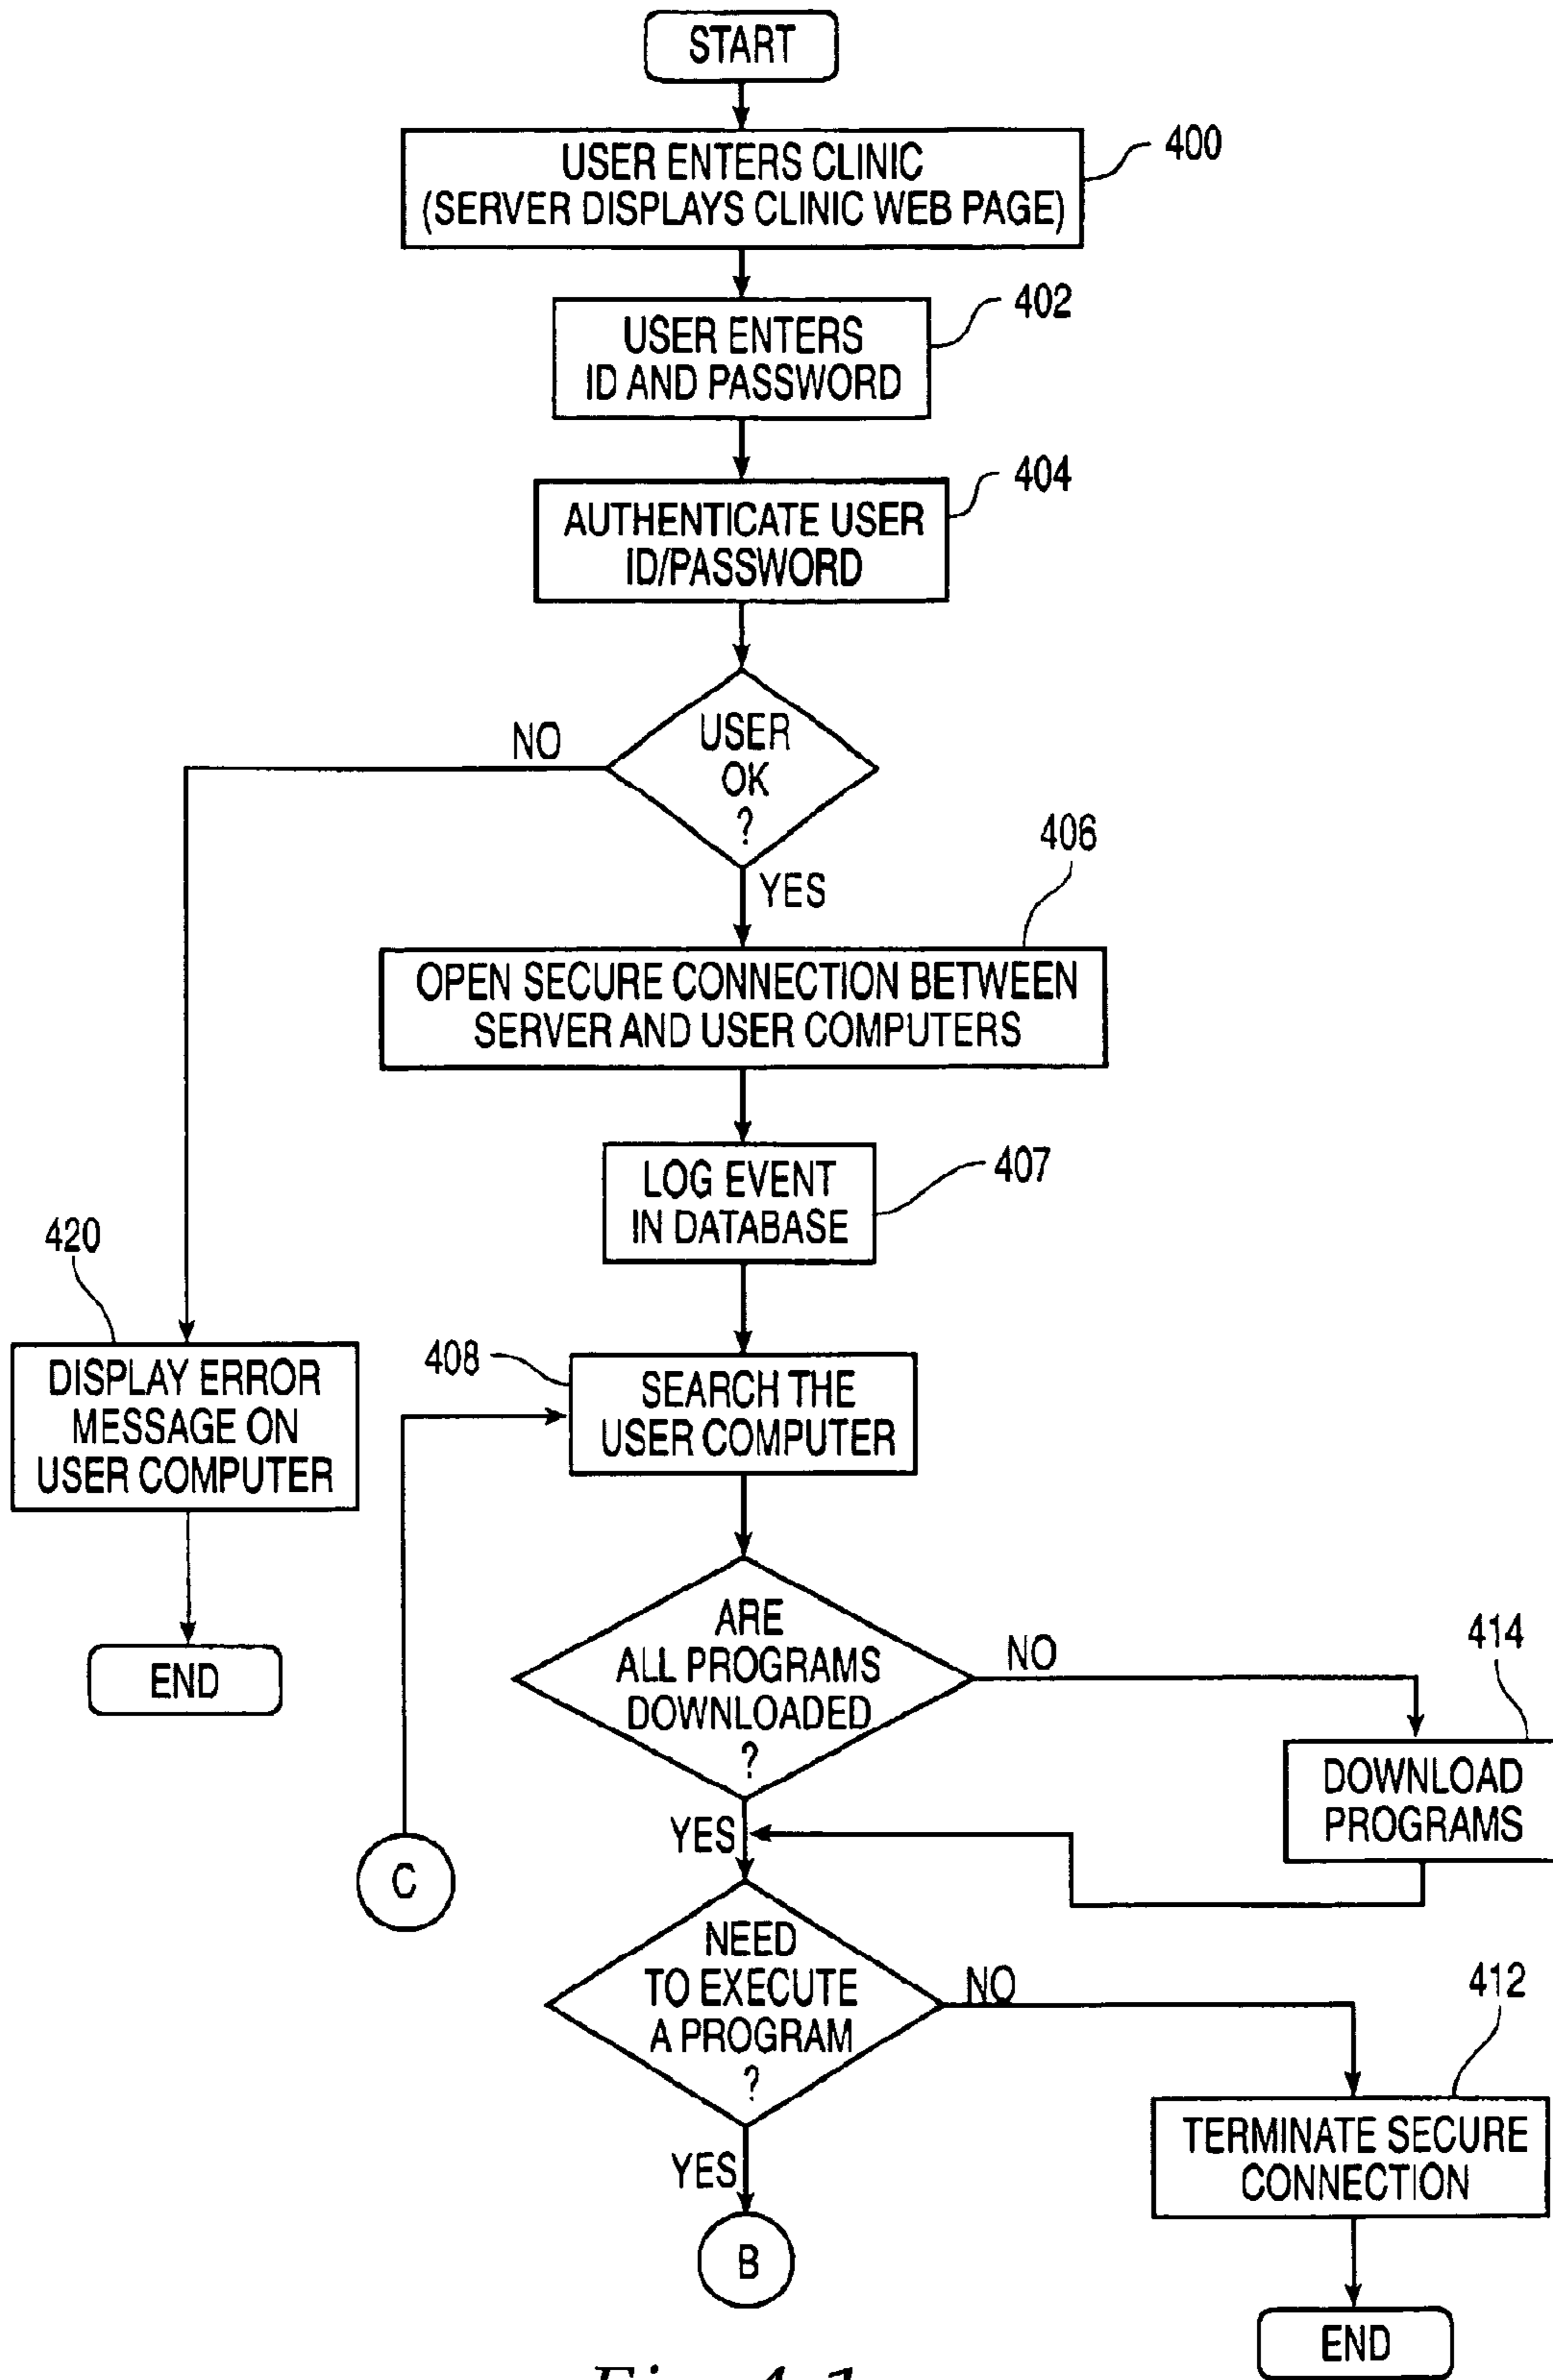 START
USER ENTERS CLINIC
(SERVER DISPLAYS CLINIC WEB PAGE)
400
USER ENTERS
ID AND PASSWORD
402
AUTHENTICATE USER
ID/PASSWORD
404
USER
OK
?
NO
YES
406
OPEN SECURE CONNECTION BETWEEN
SERVER AND USER COMPUTERS
LOG EVENT
IN DATABASE
407
420
DISPLAY ERROR
MESSAGE ON
USER COMPUTER
END
408
SEARCH THE
USER COMPUTER
ARE
ALL PROGRAMS
DOWNLOADED
?
NO
414
DOWNLOAD
PROGRAMS
YES
C
NEED
TO EXECUTE
A PROGRAM
?
NO
412
TERMINATE SECURE
CONNECTION
YES
B
END
Fig. 4-1